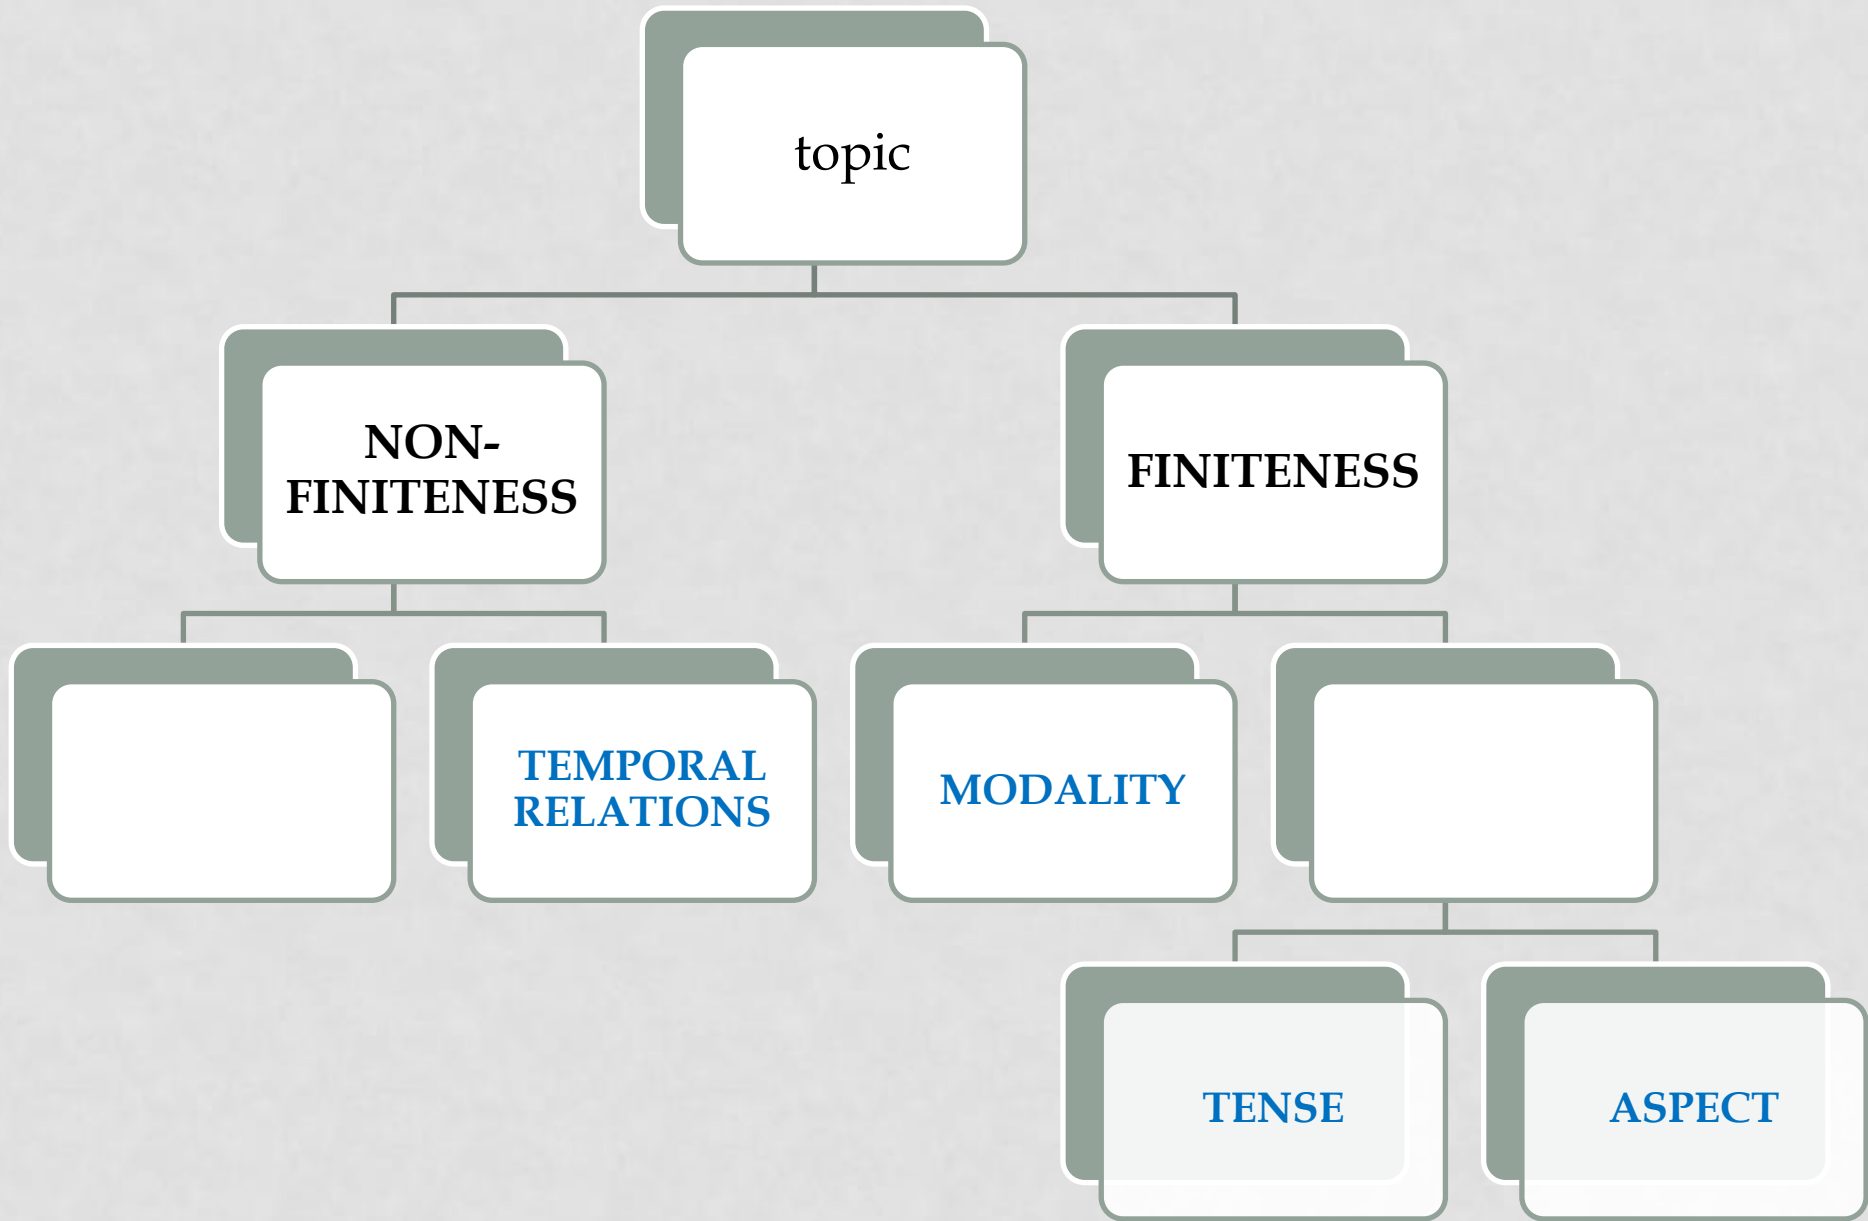 topic
NON-
FINITENESS
FINITENESS
TEMPORAL
RELATIONS
MODALITY
TENSE
ASPECT